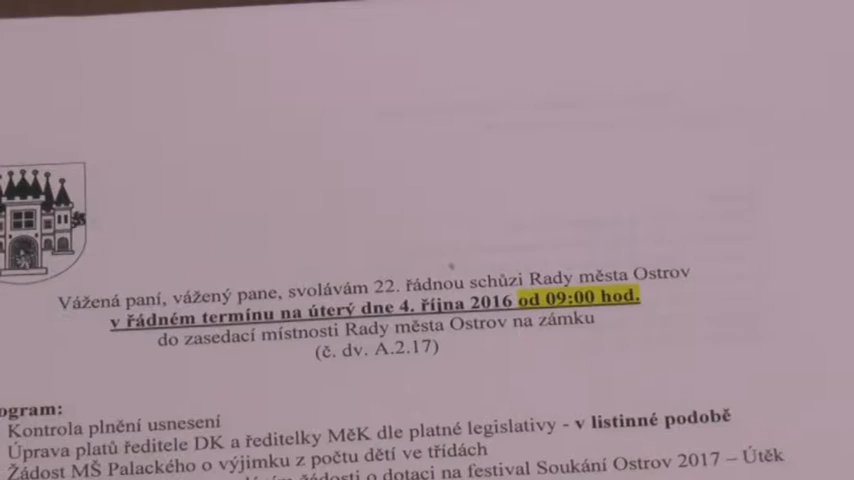 Vážená paní, vážený pane, svolávám 22. řádnou schůzi Rady města Ostrov
v řádném termínu na úterý dne 4. října 2016 od 09:00 hod.
do zasedací místnosti Rady města Ostrov na zámku
(č. dv. A.2.17)
ogram:
Kontrola plnění usnesení
Úprava platů ředitele DK a ředitelky MěK dle platné legislativy - v listinné podobě
Žádost MŠ Palackého o výjimku z počtu dětí ve třídách
žádosti o dotaci na festival Soukání Ostrov 2017 – Útěk